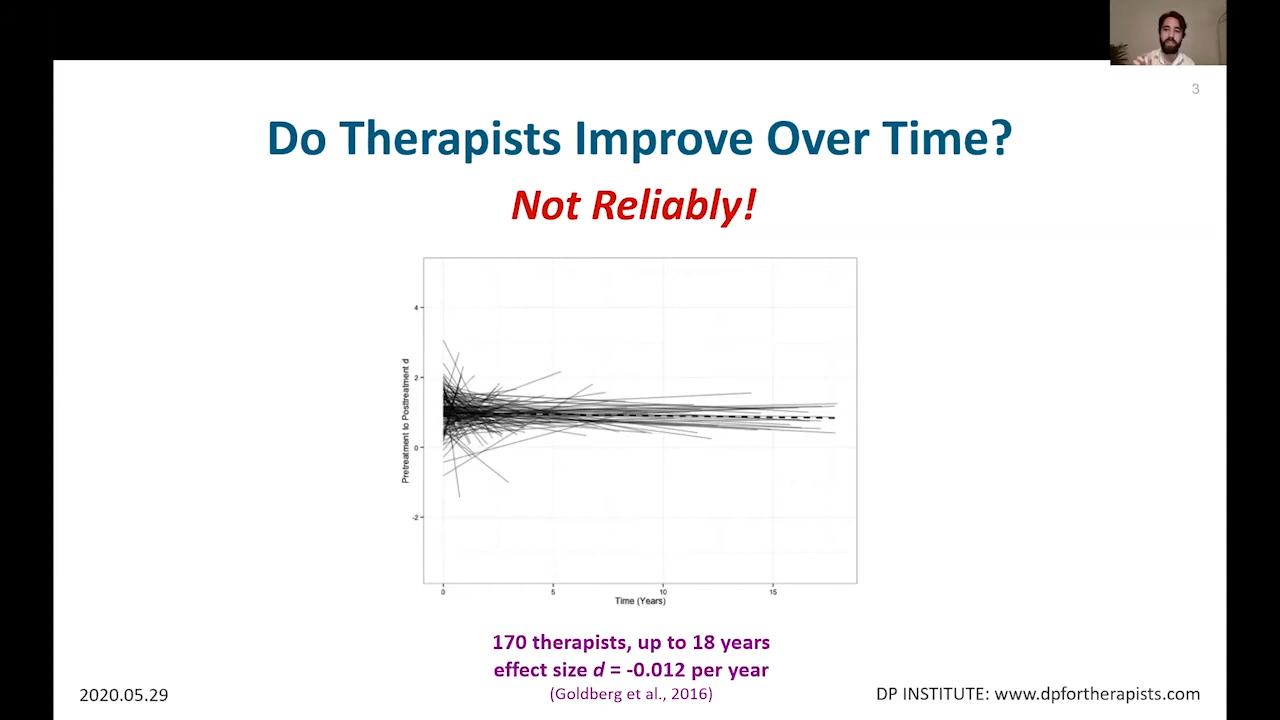 3
Do Therapists Improve Over Time?
Not Reliably!
4
2
0
-2
Pretreatment to Posttreatment d
0 5 10 15
Time (Years)
170 therapists, up to 18 years
effect size d = -0.012 per year
(Goldberg et al., 2016)
2020.05.29
DP INSTITUTE: www.dpfortherapists.com